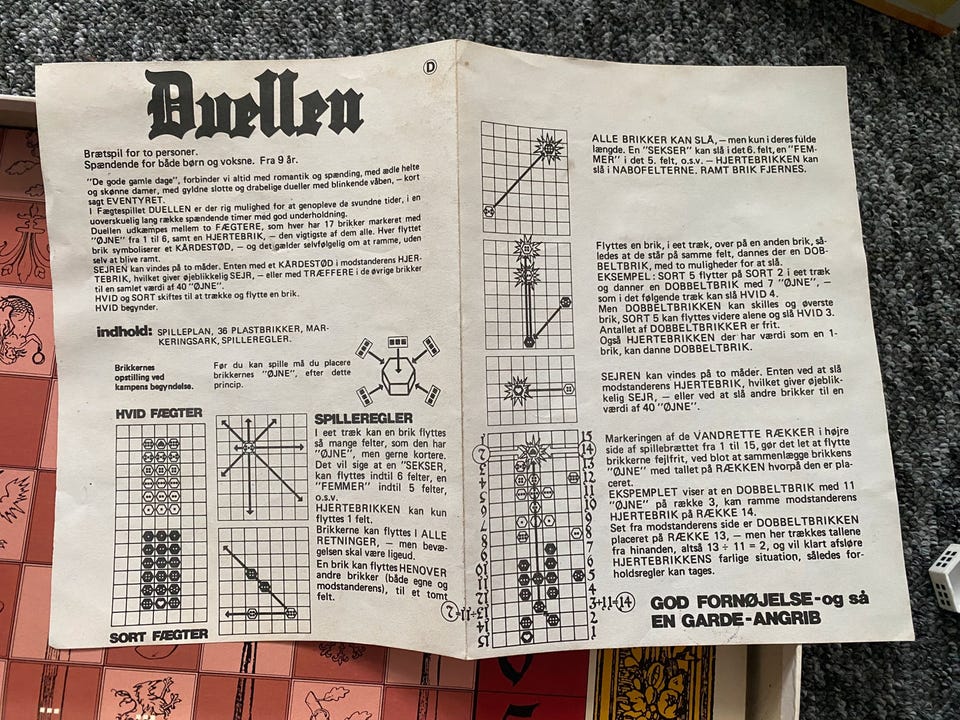 D
Duellen
Brætspil for to personer.
Spændende for både børn og voksne. Fra 9 år.
"De gode gamle dage", forbinder vi altid med romantik og spænding, med ædle helte
og skønne damer, med gyldne slotte og drabelige dueller med blinkende våben, – kort
sagt EVENTYRET.
I Fægtespillet DUELLEN er der rig mulighed for at genopleve de svundne tider, i en
uoverskuelig lang række spændende timer med god underholdning.
Duellen udkæmpes mellem to FÆGTERE, som hver har 17 brikker markeret med
"ØJNE" fra 1 til 6, samt en HJERTEBRIK, – den vigtigste af dem alle. Hver flyttet
brik symboliserer et KÅRDESTØD, – og det gælder selvfølgelig om at ramme, uden
selv at blive ramt.
SEJREN kan vindes på to måder. Enten med et KÅRDESTØD i modstanderens HJER-
TEBRIK, hvilket giver øjeblikkelig SEJR, – eller med TRÆFFERE i de øvrige brikker
til en samlet værdi af 40 "ØJNE".
HVID og SORT skiftes til at trække og flytte en brik.
HVID begynder.
indhold: SPILLEPLAN, 36 PLASTBRIKKER, MAR-
KERINGSARK, SPILLEREGLER.
Brikkernes
opstilling ved
kampens begyndelse.
Før du kan spille må du placere
brikkernes "ØJNE", efter dette
princip.
HVID FÆGTER
SORT FÆGTER
SPILLEREGLER
I eet træk kan en brik flyttes
så mange felter, som den har
"ØJNE", men gerne kortere.
Det vil sige at en "SEKSER,
kan flyttes indtil 6 felter, en
"FEMMER" indtil 5 felter,
o.s.v.
HJERTEBRIKKEN kan kun
flyttes 1 felt.
Brikkerne kan flyttes i ALLE
RETNINGER, – men bevæ-
gelsen skal være ligeud.
En brik kan flyttes HENOVER
andre brikker (både egne og
modstanderens), til et tomt
felt.
ALLE BRIKKER KAN SLÅ, – men kun i deres fulde
længde. En "SEKSER" kan slå i det 6. felt, en "FEM-
MER" i det 5. felt, o.s.v. – HJERTEBRIKKEN kan
slå i NABOFELTERNE. RAMT BRIK FJERNES.
Flyttes en brik, i eet træk, over på en anden brik, så-
ledes at de står på samme felt, dannes der en DOB-
BELTBRIK, med to muligheder for at slå.
EKSEMPEL: SORT 5 flytter på SORT 2 i eet træk
og danner en DOBBELTBRIK med 7 "ØJNE", –
som i det følgende træk kan slå HVID 4.
Men DOBBELTBRIKKEN kan skilles og øverste
brik, SORT 5 kan flyttes videre alene og slå HVID 3.
Antallet af DOBBELTBRIKKER er frit.
Også HJERTEBRIKKEN der har værdi som en 1-
brik, kan danne DOBBELTBRIK.
SEJREN kan vindes på to måder. Enten ved at slå
modstanderens HJERTEBRIK, hvilket giver øjeblik-
kelig SEJR, – eller ved at slå andre brikker til en
værdi af 40 "ØJNE".
Markeringen af de VANDRETTE RÆKKER i højre
side af spillebrættet fra 1 til 15, gør det let at flytte
brikkerne fejlfrit, ved blot at sammenlægge brikkens
"ØJNE" med tallet på RÆKKEN hvorpå den er pla-
ceret.
EKSEMPLET viser at en DOBBELTBRIK med 11
"ØJNE" på række 3, kan ramme modstanderens
HJERTEBRIK på RÆKKE 14.
Set fra modstanderens side er DOBBELTBRIKKEN
placeret på RÆKKE 13, – men her trækkes tallene
fra hinanden, altså 13 ÷ 11 = 2, og vil klart afsløre
HJERTEBRIKKENS farlige situation, således for-
holdsregler kan tages.
15
14
13
12
11
10
9
8
7
6
5
4
3+11=14
2
1
GOD FORNØJELSE-og så
EN GARDE-ANGRIB